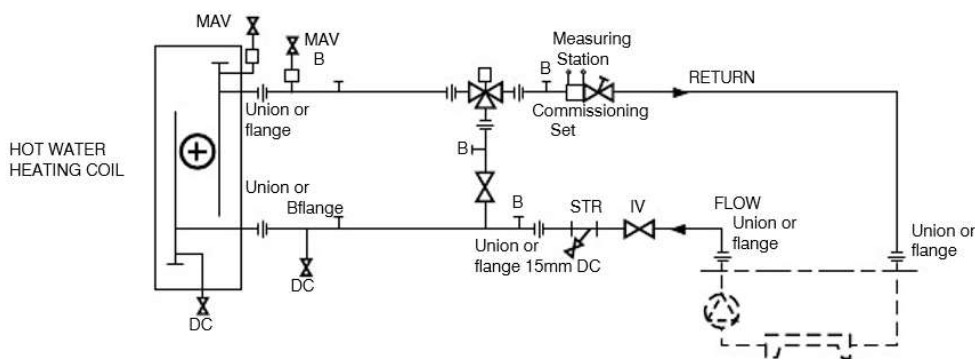 MAV
MAV
B
Measuring
Station
B
RETURN
Union or
flange
Commissioning
Set
HOT WATER
HEATING COIL
B
Union or
Bflange
B
STR
IV
FLOW
Union or
flange
Union or
flange
Union or
flange 15mm DC
DC
DC